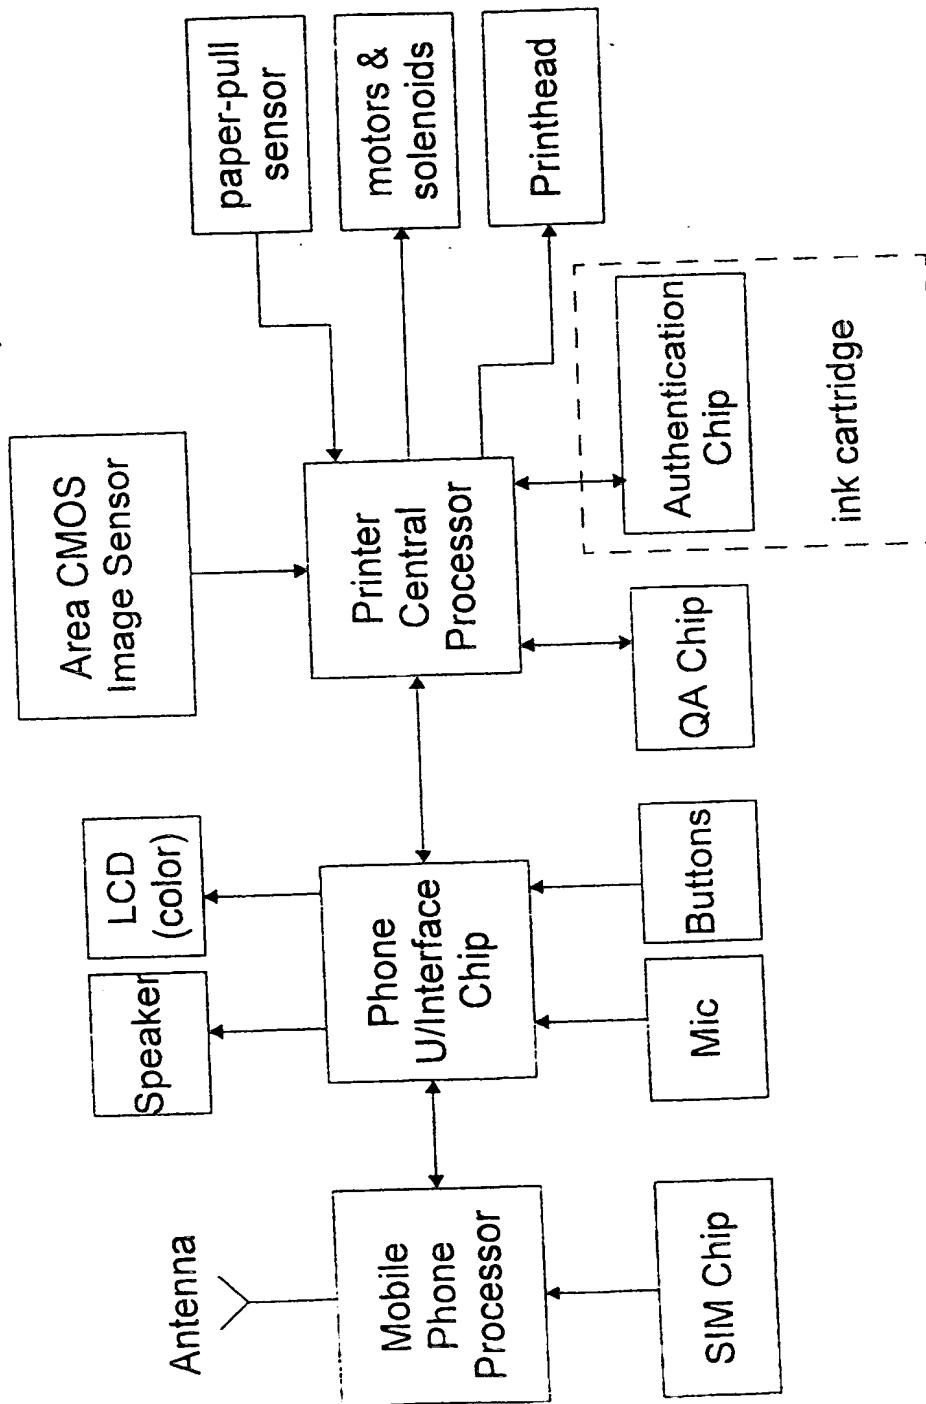 Antenna
Mobile
Phone
Processor
SIM Chip
Speaker
LCD
(color)
Phone
U/Interface
Chip
Mic
Buttons
Area CMOS
Image Sensor
Printer
Central
Processor
QA Chip
Authentication
Chip
ink cartridge
paper-pull
sensor
motors &
solenoids
Printhead